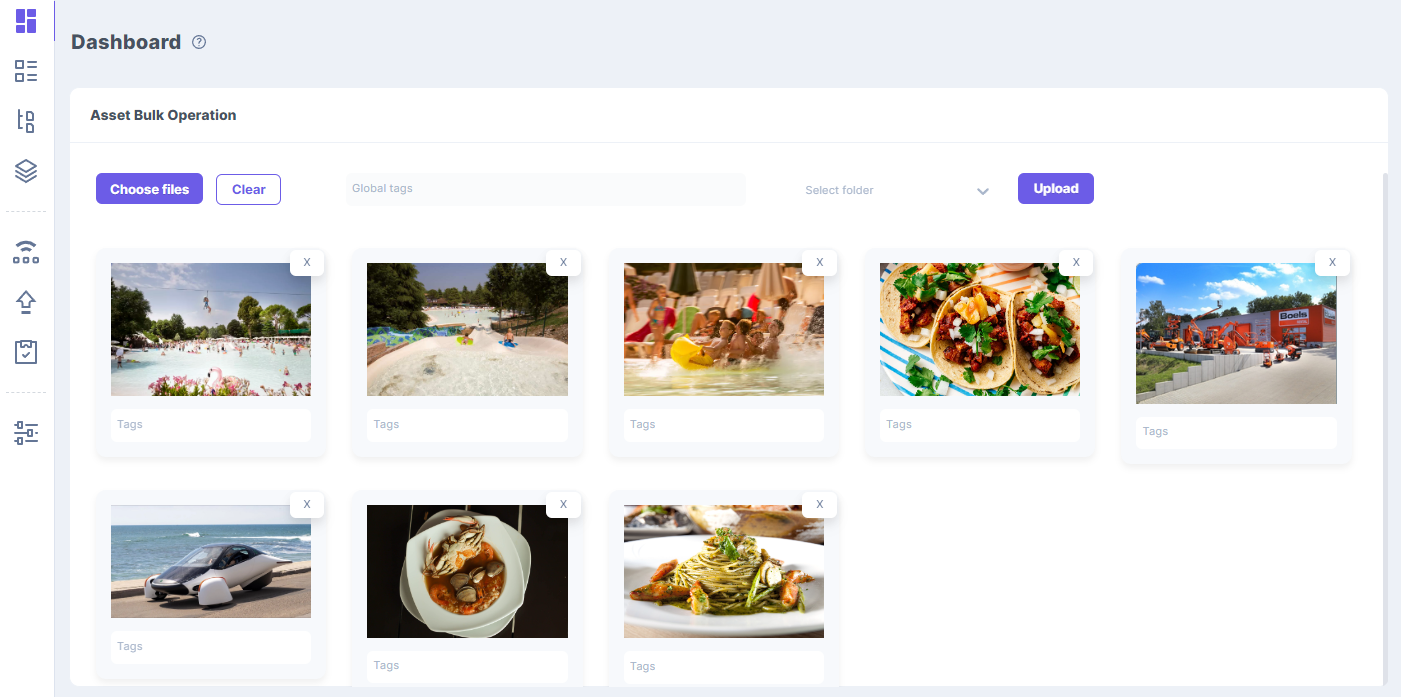 Dashboard ?
Asset Bulk Operation
Choose files Clear Global tags Select folder Upload
X X X X X
Boels
Tags Tags Tags Tags Tags
X X X
Tags Tags Tags